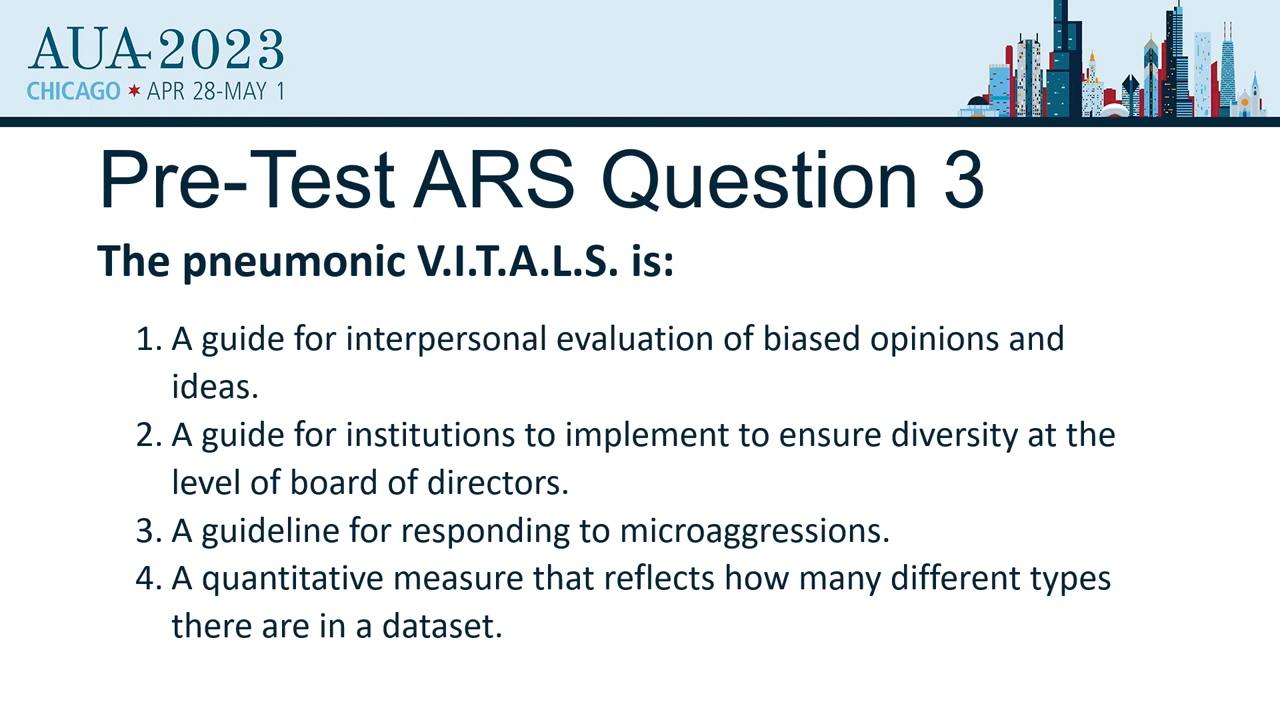 AUA 2023
CHICAGO ✶ APR 28-MAY 1
Pre-Test ARS Question 3
The pneumonic V.I.T.A.L.S. is:
1. A guide for interpersonal evaluation of biased opinions and
ideas.
2. A guide for institutions to implement to ensure diversity at the
level of board of directors.
3. A guideline for responding to microaggressions.
4. A quantitative measure that reflects how many different types
there are in a dataset.